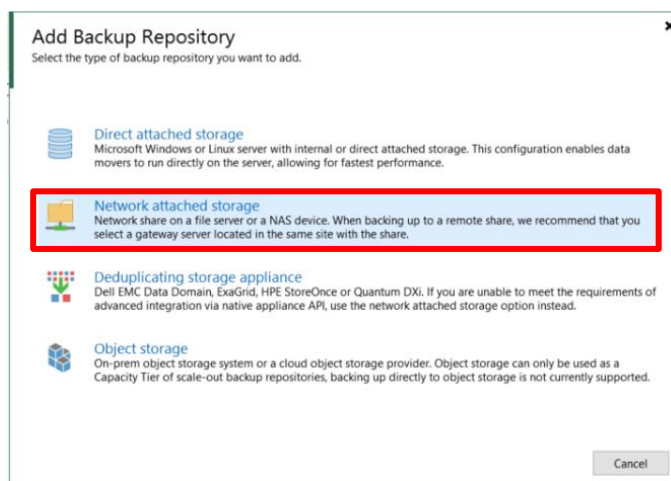 Add Backup Repository
Select the type of backup repository you want to add.
Direct attached storage
Microsoft Windows or Linux server with internal or direct attached storage. This configuration enables data
movers to run directly on the server, allowing for fastest performance.
Network attached storage
Network share on a file server or a NAS device. When backing up to a remote share, we recommend that you
select a gateway server located in the same site with the share.
Deduplicating storage appliance
Dell EMC Data Domain, ExaGrid, HPE StoreOnce or Quantum DXi. If you are unable to meet the requirements of
advanced integration via native appliance API, use the network attached storage option instead.
Object storage
On-prem object storage system or a cloud object storage provider. Object storage can only be used as a
Capacity Tier of scale-out backup repositories, backing up directly to object storage is not currently supported.
Cancel